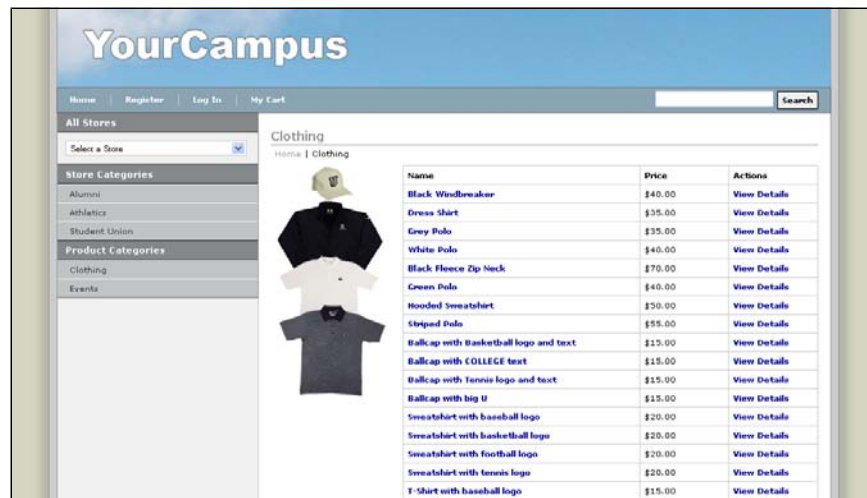 YourCampus
Home | Register | Log In | My Cart Search
All Stores
Select a Store
Store Categories
Alumni
Athletics
Student Union
Product Categories
Clothing
Events
Clothing
Home | Clothing
Name Price Actions
Black Windbreaker $40.00 View Details
Dress Shirt $35.00 View Details
Grey Polo $35.00 View Details
White Polo $40.00 View Details
Black Fleece Zip Neck $70.00 View Details
Green Polo $40.00 View Details
Hooded Sweatshirt $50.00 View Details
Striped Polo $55.00 View Details
Ballcap with Basketball logo and text $15.00 View Details
Ballcap with COLLEGE text $15.00 View Details
Ballcap with Tennis logo and text $15.00 View Details
Ballcap with big U $15.00 View Details
Sweatshirt with baseball logo $20.00 View Details
Sweatshirt with basketball logo $20.00 View Details
Sweatshirt with football logo $20.00 View Details
Sweatshirt with tennis logo $20.00 View Details
T-Shirt with baseball logo $15.00 View Details